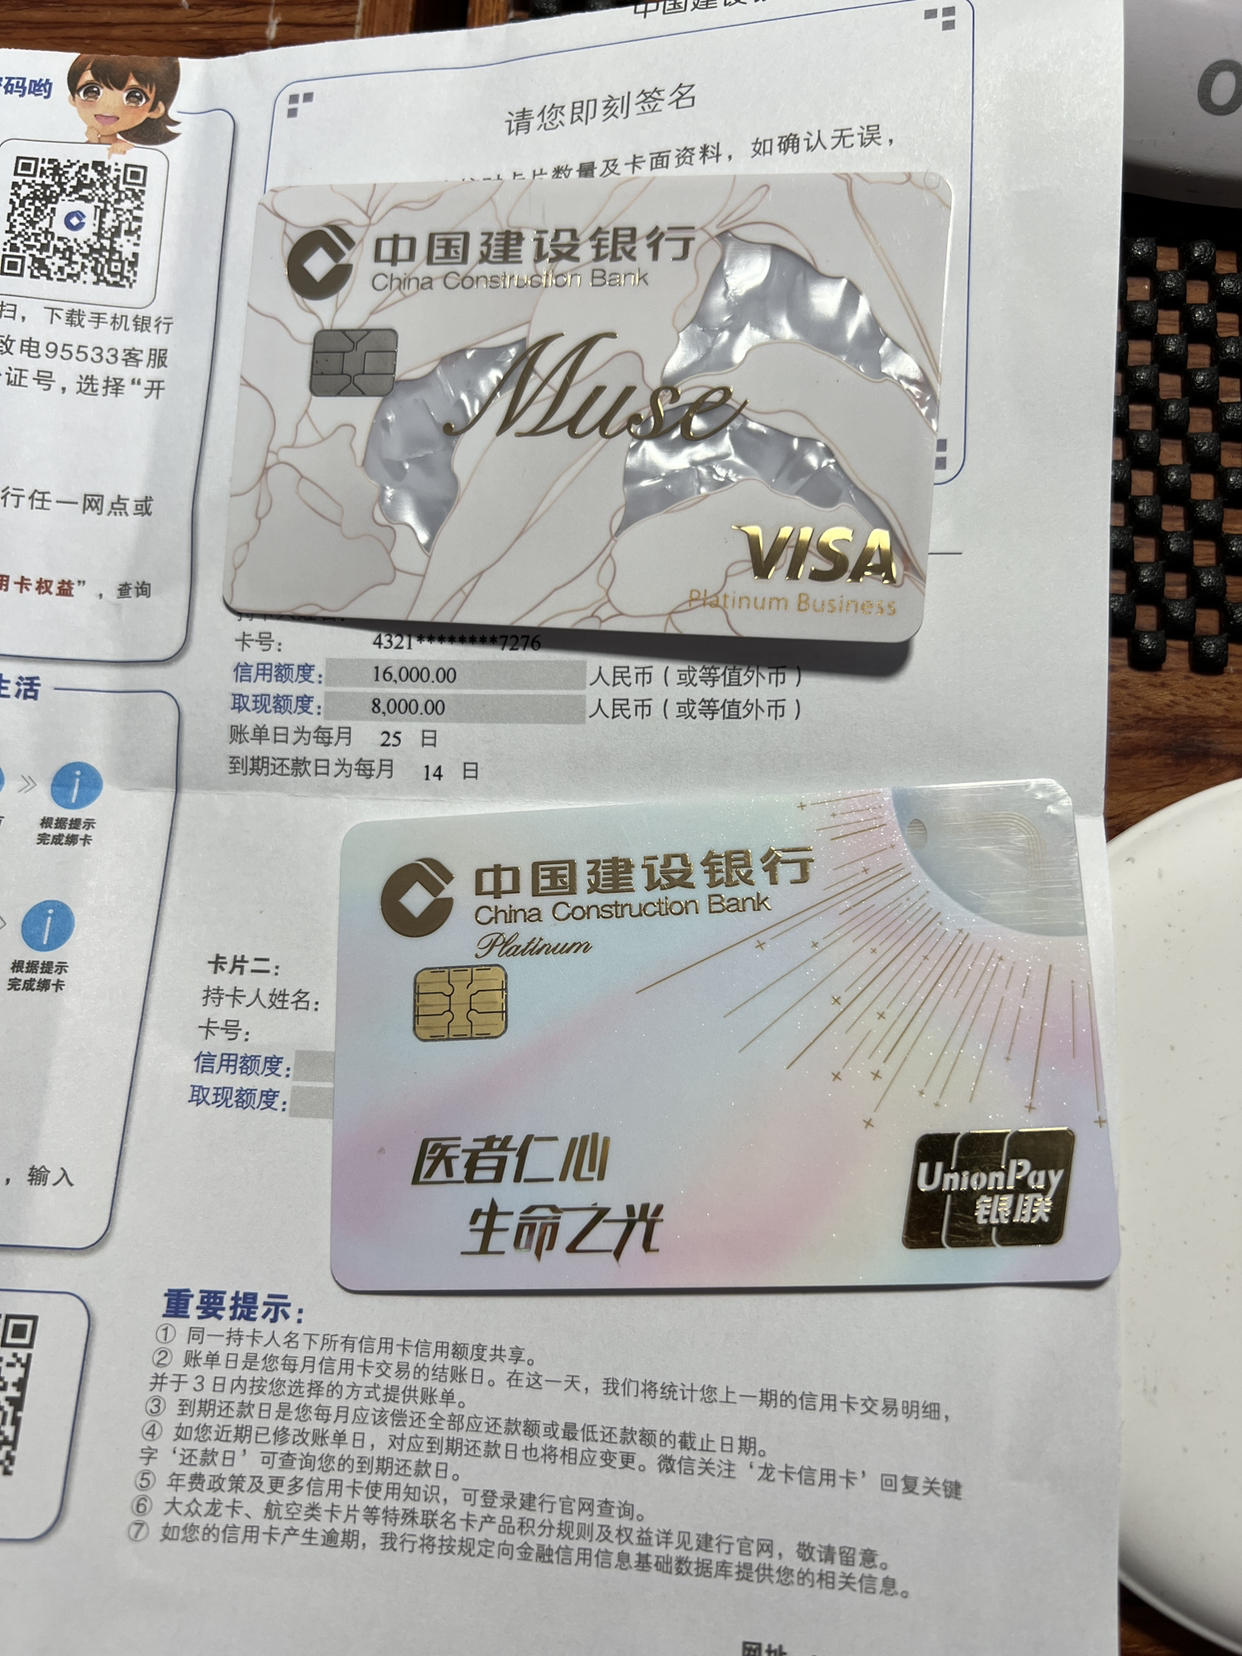 中国建设银
请您即刻签名
卡片数量及卡面资料，如确认无误，
码哟
扫，下载手机银行
致电95533客服
证号，选择“开
行任一网点或
用卡权益”，查询
中国建设银行
China Construction Bank
Muse
VISA
Platinum Business
卡号：
4321********7276
信用额度：
16,000.00
人民币（或等值外币）
取现额度：
8,000.00
人民币（或等值外币）
账单日为每月 25 日
到期还款日为每月 14 日
生活
根据提示
完成绑卡
根据提示
完成绑卡
，输入
中国建设银行
China Construction Bank
Platinum
医者仁心
生命之光
UnionPay
银联
卡片二：
持卡人姓名：
卡号：
信用额度：
取现额度：
重要提示：
① 同一持卡人名下所有信用卡信用额度共享。
② 账单日是您每月信用卡交易的结账日。在这一天，我们将统计您上一期的信用卡交易明细，
并于3日内按您选择的方式提供账单。
③ 到期还款日是您每月应该偿还全部应还款额或最低还款额的截止日期。
④ 如您近期已修改账单日，对应到期还款日也将相应变更。微信关注‘龙卡信用卡’回复关键
字‘还款日’可查询您的到期还款日。
⑤ 年费政策及更多信用卡使用知识，可登录建行官网查询。
⑥ 大众龙卡、航空类卡片等特殊联名卡产品积分规则及权益详见建行官网，敬请留意。
⑦ 如您的信用卡产生逾期，我行将按规定向金融信用信息基础数据库提供您的相关信息。